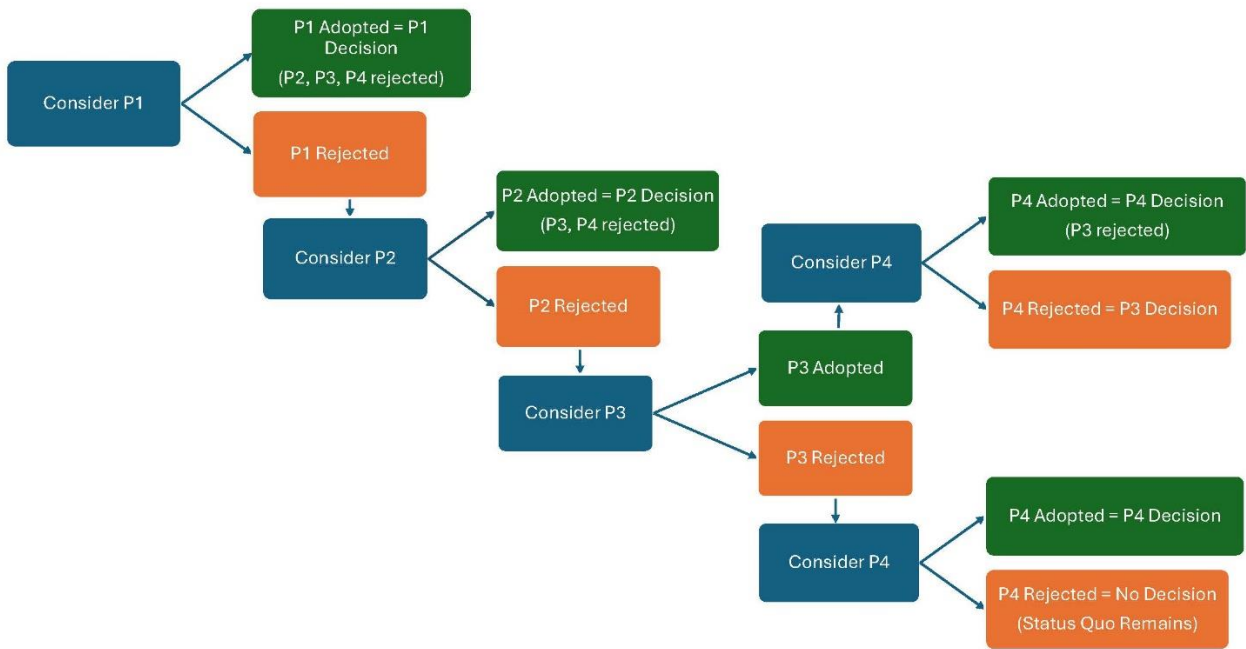 Consider P1
P1 Adopted = P1
Decision
(P2, P3, P4 rejected)
P1 Rejected
Consider P2
P2 Adopted = P2 Decision
(P3, P4 rejected)
P2 Rejected
Consider P3
P3 Adopted
Consider P4
P4 Adopted = P4 Decision
(P3 rejected)
P4 Rejected = P3 Decision
P3 Rejected
Consider P4
P4 Adopted = P4 Decision
P4 Rejected = No Decision
(Status Quo Remains)